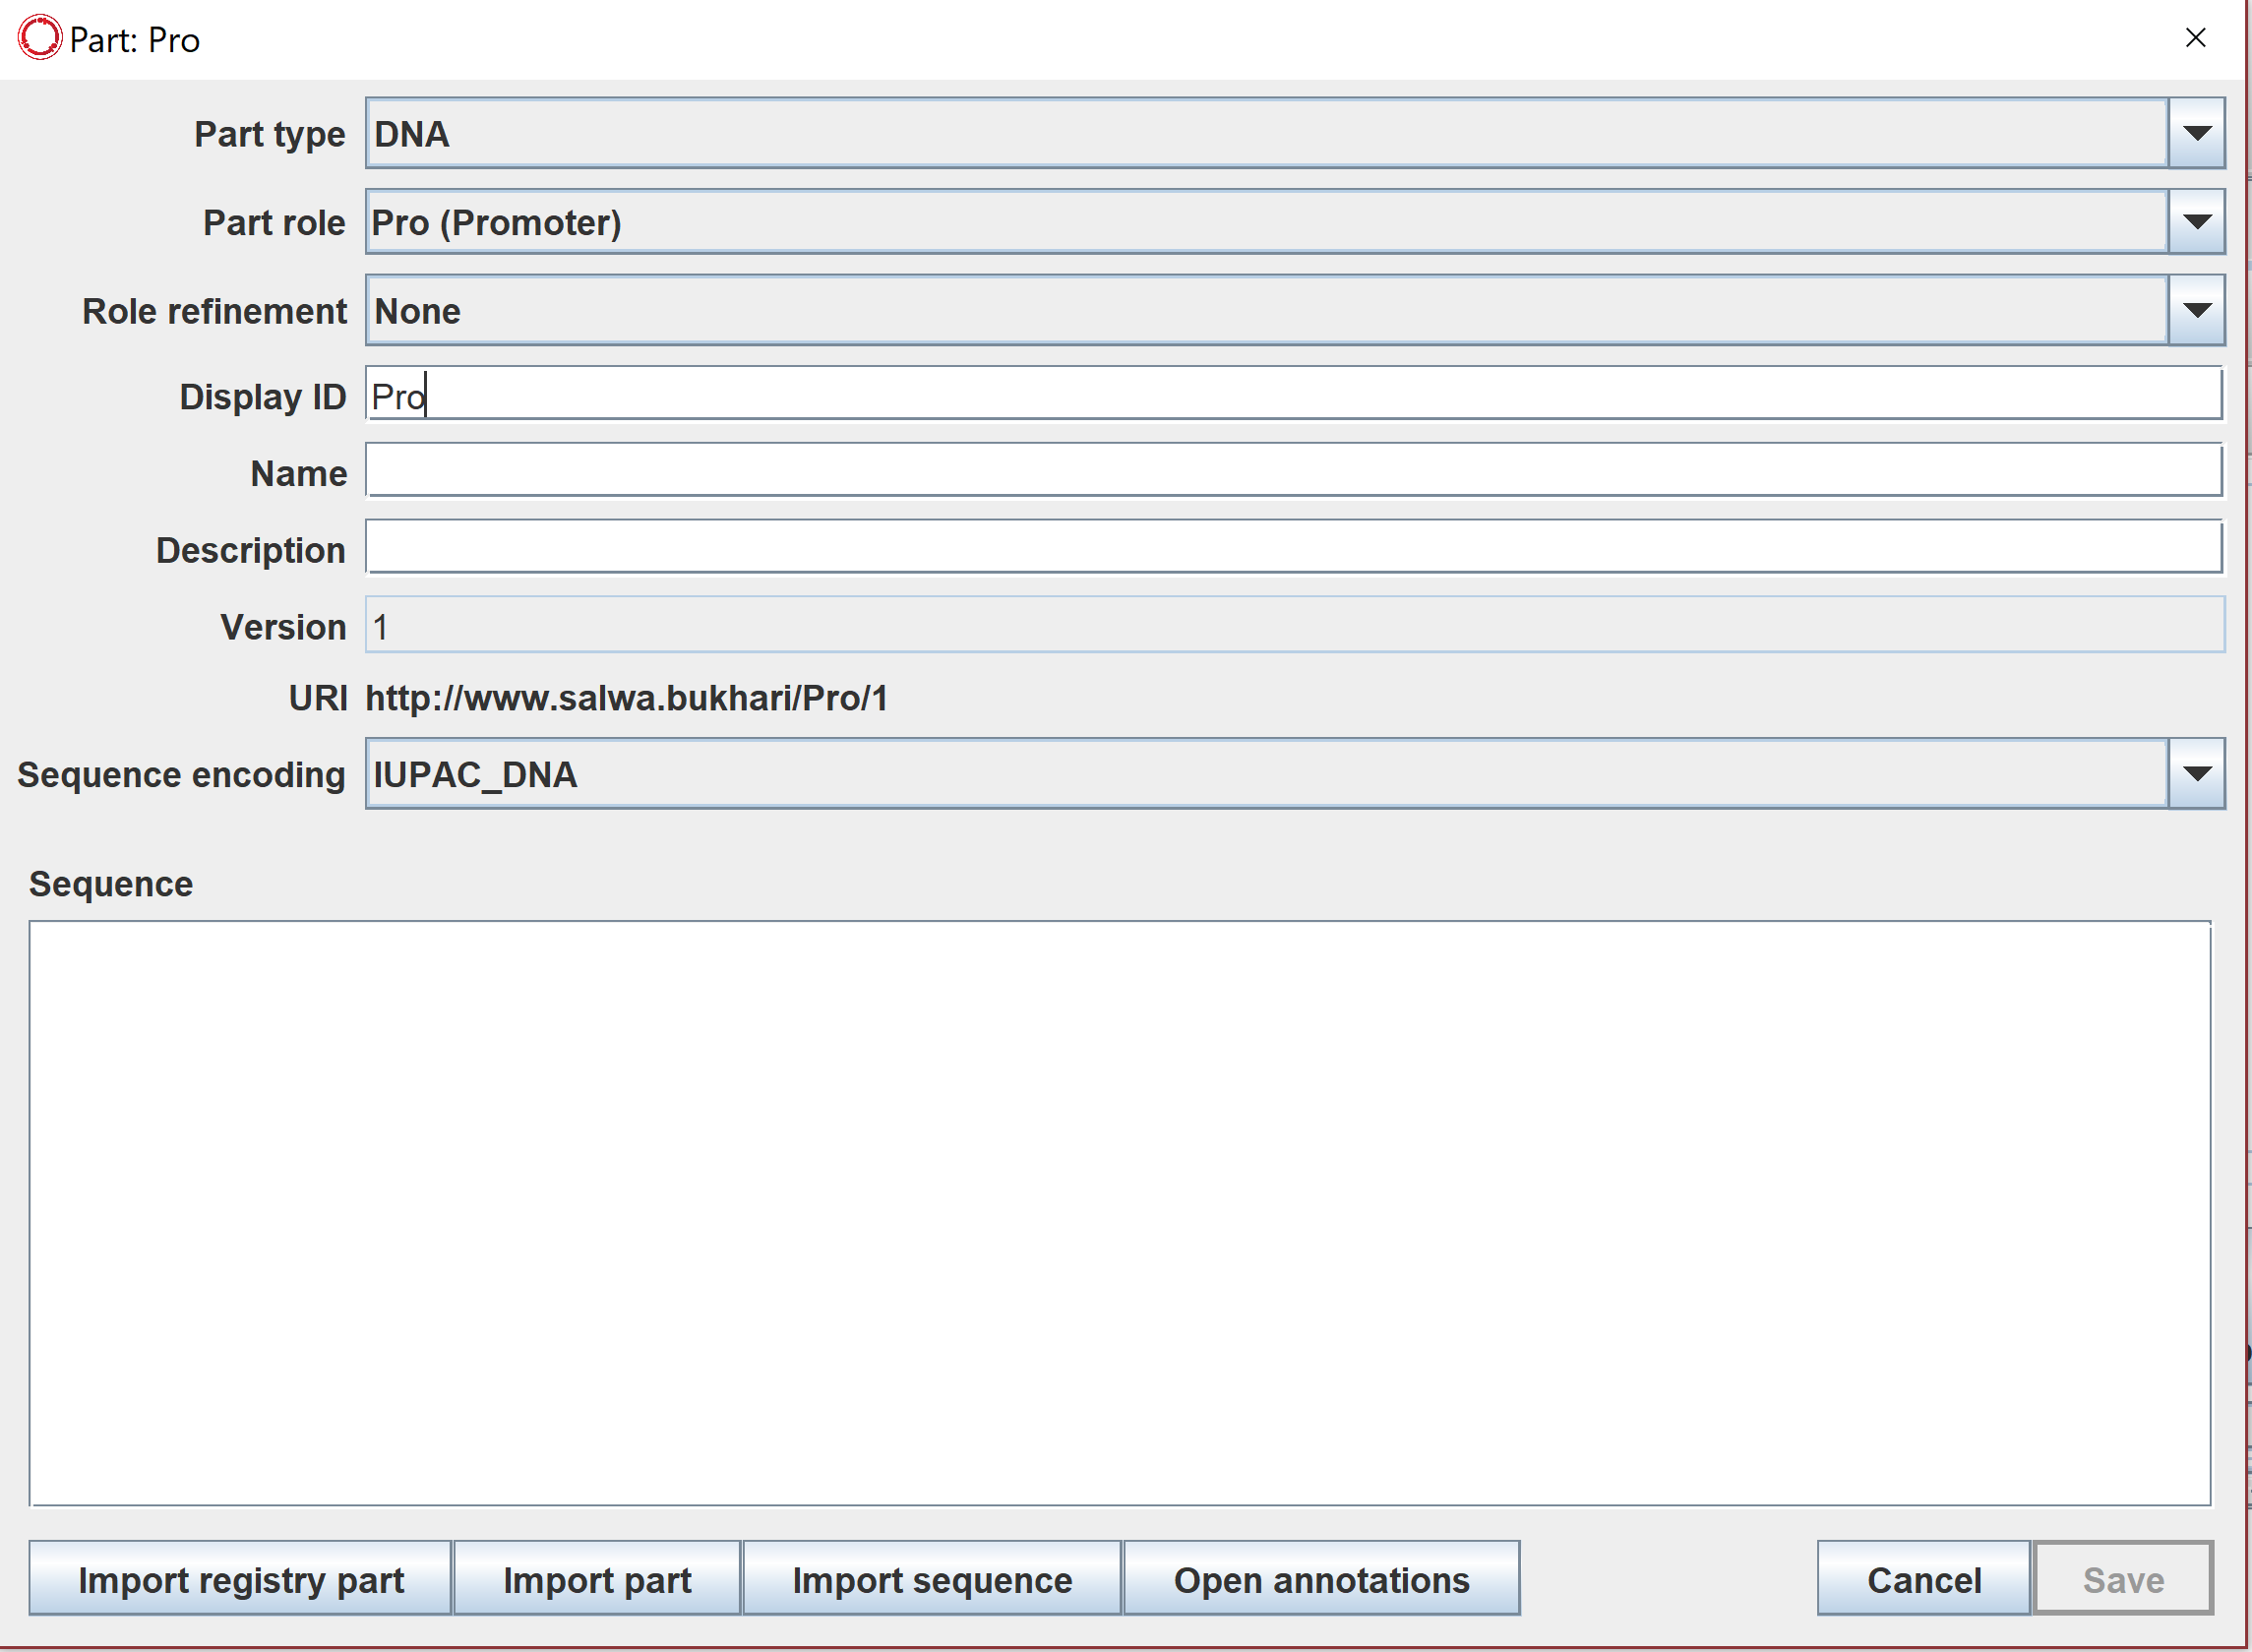 Part: Pro
Part type DNA
Part role Pro (Promoter)
Role refinement None
Display ID Pro
Name
Description
Version 1
URI http://www.salwa.bukhari/Pro/1
Sequence encoding IUPAC_DNA
Sequence
Import registry part Import part Import sequence Open annotations Cancel Save